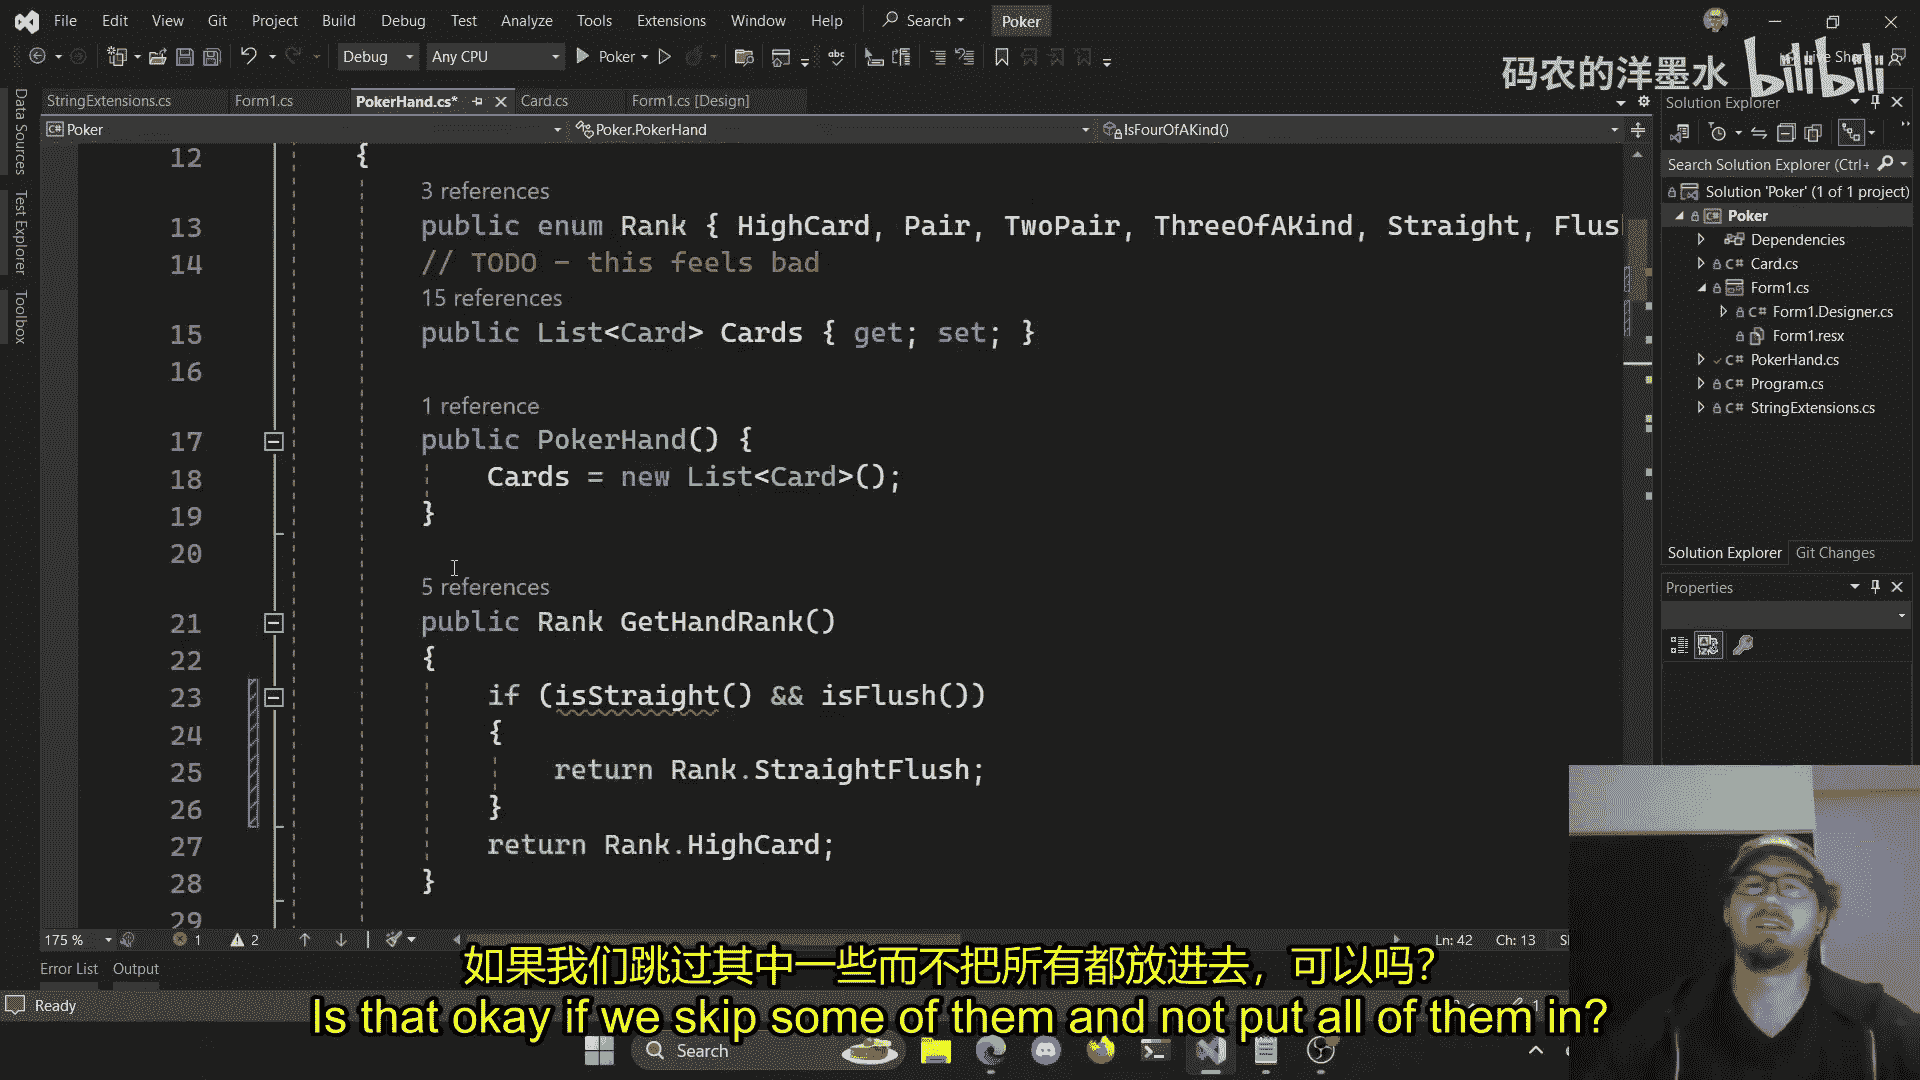 File Edit View Git Project Build Debug Test Analyze Tools Extensions Window Help Search Poker
Debug Any CPU Poker
Live Share
码农的洋墨水 bilibili
StringExtensions.cs Form1.cs PokerHand.cs* Card.cs Form1.cs [Design]
Poker Poker.PokerHand IsFourOfAKind()
Data Sources
Test Explorer
Toolbox
12 {
3 references
13 public enum Rank { HighCard, Pair, TwoPair, ThreeOfAKind, Straight, Flus
14 // TODO - this feels bad
15 references
15 public List<Card> Cards { get; set; }
16
1 reference
17 public PokerHand() {
18 Cards = new List<Card>();
19 }
20
5 references
21 public Rank GetHandRank()
22 {
23 if (isStraight() && isFlush())
24 {
25 return Rank.StraightFlush;
26 }
27 return Rank.HighCard;
28 }
29
175 % 1 2 Ln: 42 Ch: 13
Error List Output
Ready
Solution Explorer
Search Solution Explorer (Ctrl+
Solution 'Poker' (1 of 1 project)
Poker
Dependencies
C# Card.cs
Form1.cs
C# Form1.Designer.cs
Form1.resx
C# PokerHand.cs
C# Program.cs
C# StringExtensions.cs
Solution Explorer Git Changes
Properties
如果我们跳过其中一些而不把所有都放进去，可以吗？
Is that okay if we skip some of them and not put all of them in?
Search